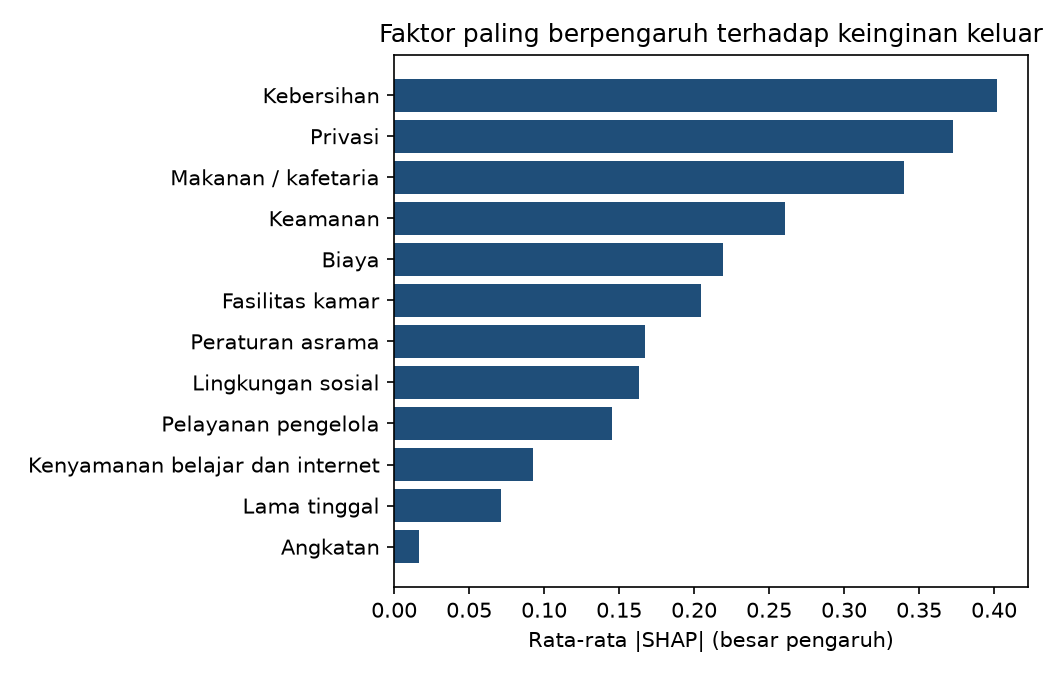 Faktor paling berpengaruh terhadap keinginan keluar
Kebersihan
Privasi
Makanan / kafetaria
Keamanan
Biaya
Fasilitas kamar
Peraturan asrama
Lingkungan sosial
Pelayanan pengelola
Kenyamanan belajar dan internet
Lama tinggal
Angkatan
0.00 0.05 0.10 0.15 0.20 0.25 0.30 0.35 0.40
Rata-rata |SHAP| (besar pengaruh)